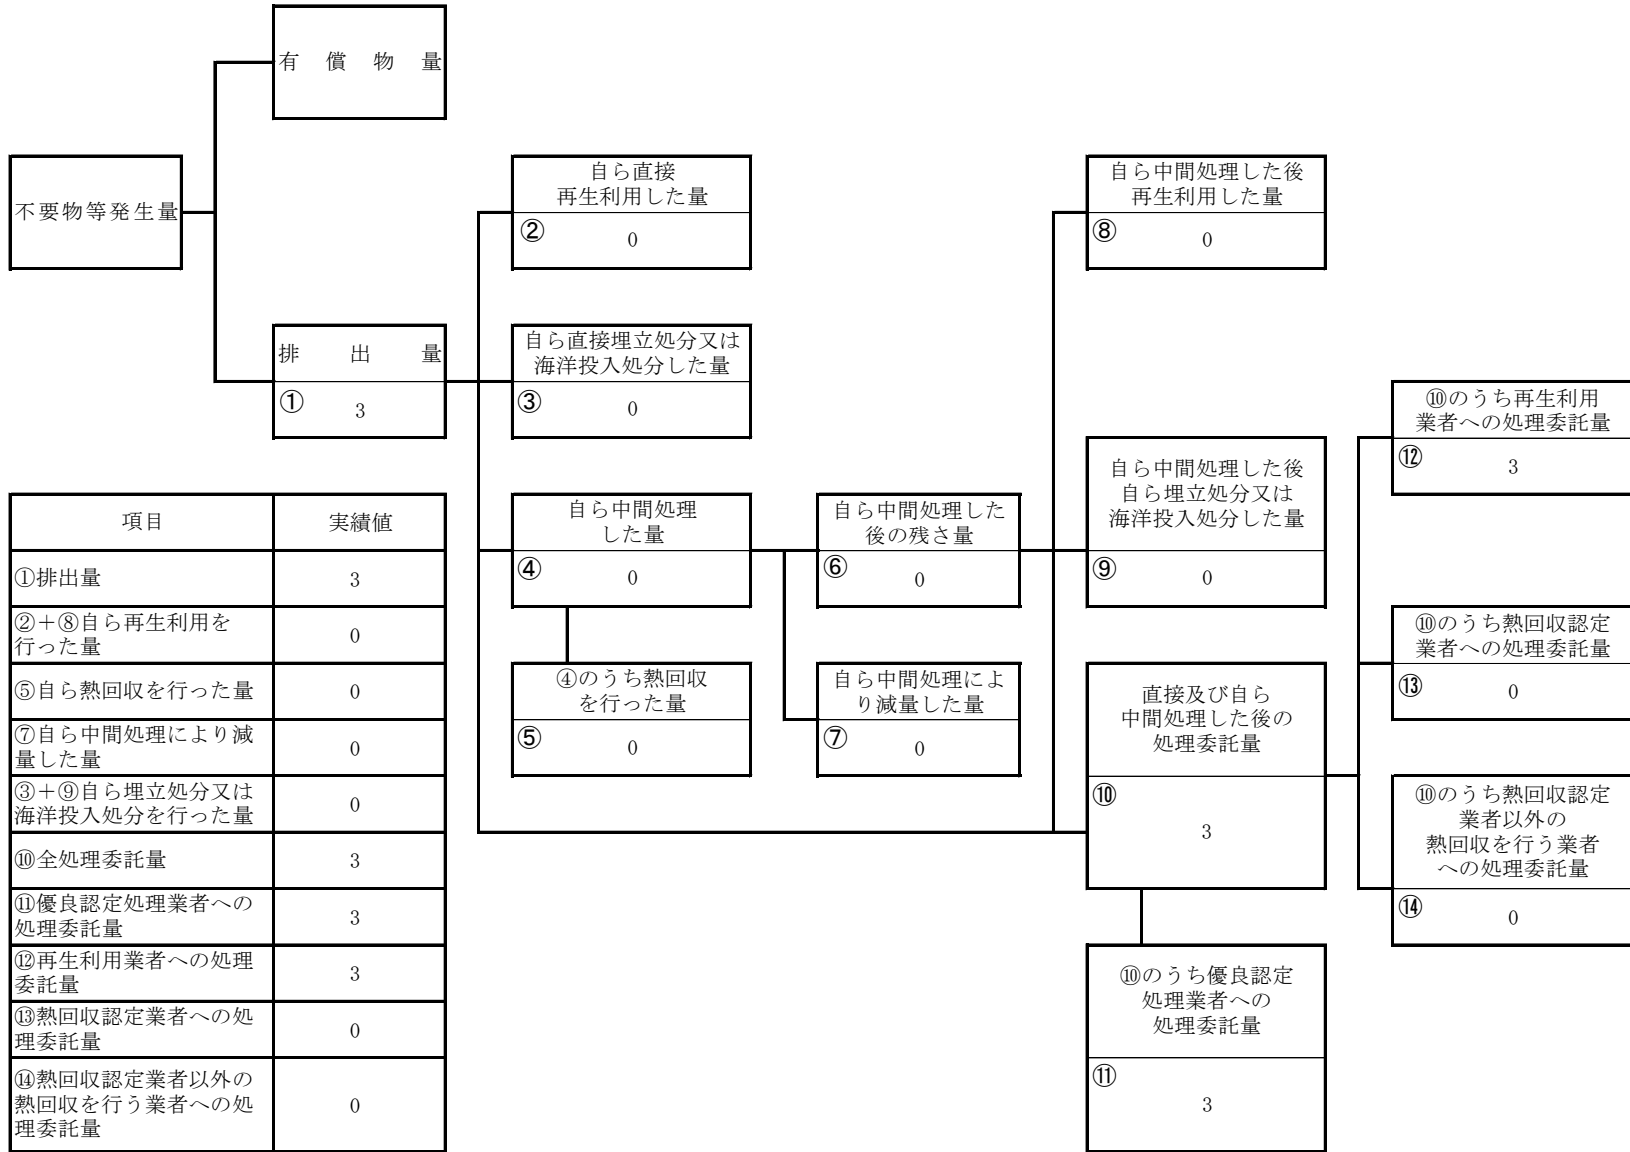 有償物量
不要物等発生量
排出量
①
3
自ら直接
再生利用した量
②
0
自ら直接埋立処分又は
海洋投入処分した量
③
0
自ら中間処理
した量
④
0
④のうち熱回収
を行った量
⑤
0
自ら中間処理した
後の残さ量
⑥
0
自ら中間処理によ
り減量した量
⑦
0
自ら中間処理した後
再生利用した量
⑧
0
自ら中間処理した後
自ら埋立処分又は
海洋投入処分した量
⑨
0
直接及び自ら
中間処理した後の
処理委託量
⑩
3
⑩のうち優良認定
処理業者への
処理委託量
⑪
3
⑩のうち再生利用
業者への処理委託量
⑫
3
⑩のうち熱回収認定
業者への処理委託量
⑬
0
⑩のうち熱回収認定
業者以外の
熱回収を行う業者
への処理委託量
⑭
0
項目 実績値
①排出量 3
②+⑧自ら再生利用を
行った量
0
⑤自ら熱回収を行った量 0
⑦自ら中間処理により減
量した量
0
③+⑨自ら埋立処分又は
海洋投入処分を行った量
0
⑩全処理委託量 3
⑪優良認定処理業者への
処理委託量
3
⑫再生利用業者への処理
委託量
3
⑬熱回収認定業者への処
理委託量
0
⑭熱回収認定業者以外の
熱回収を行う業者への処
理委託量
0